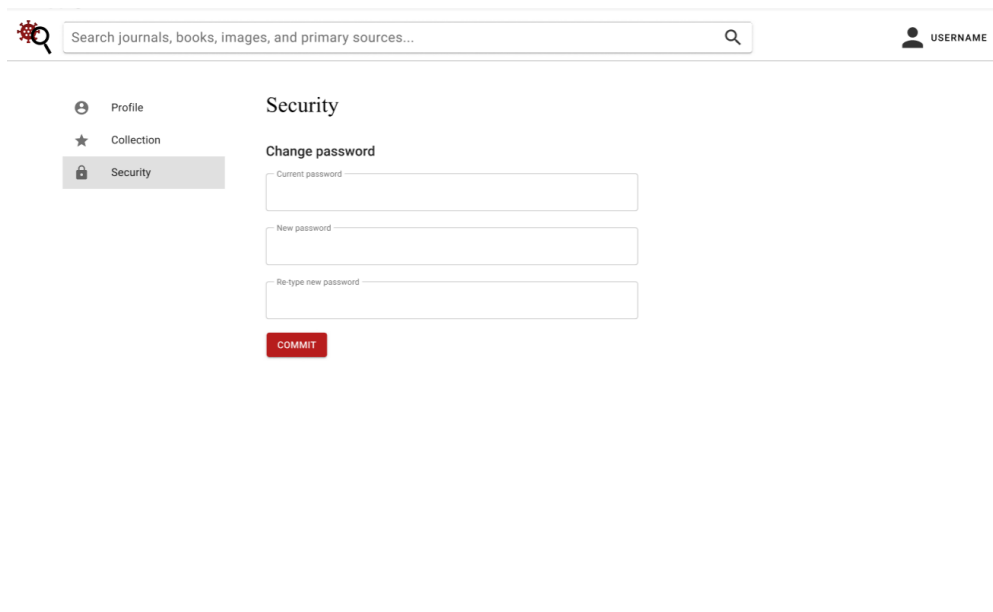 Search journals, books, images, and primary sources...
USERNAME
Profile
Collection
Security
Security
Change password
Current password
New password
Re-type new password
COMMIT